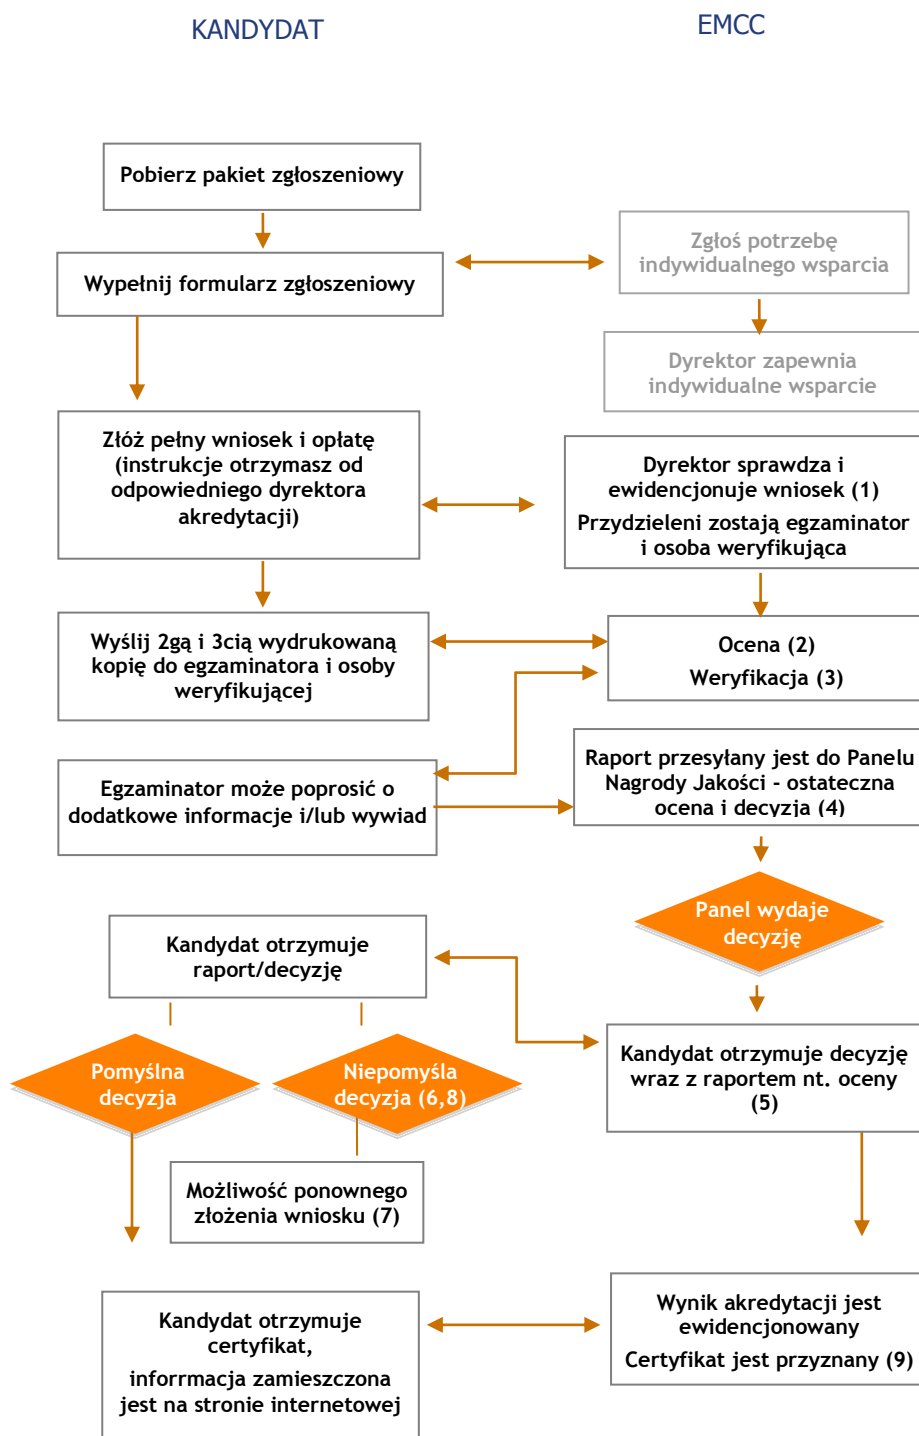 KANDYDAT
EMCC
Pobierz pakiet zgłoszeniowy
Zgłoś potrzebę
indywidualnego wsparcia
Wypełnij formularz zgłoszeniowy
Dyrektor zapewnia
indywidualne wsparcie
Złóż pełny wniosek i opłatę
(instrukcje otrzymasz od
odpowiedniego dyrektora
akredytacji)
Dyrektor sprawdza i
ewidencjonuje wniosek (1)
Przydzieleni zostają egzaminator
i osoba weryfikująca
Wyślij 2gą i 3cią wydrukowaną
kopię do egzaminatora i osoby
weryfikującej
Ocena (2)
Weryfikacja (3)
Egzaminator może poprosić o
dodatkowe informacje i/lub wywiad
Raport przesyłany jest do Panelu
Nagrody Jakości - ostateczna
ocena i decyzja (4)
Panel wydaje
decyzję
Kandydat otrzymuje
raport/decyzję
Kandydat otrzymuje decyzję
wraz z raportem nt. oceny
(5)
Pomyślna
decyzja
Niepomyśla
decyzja (6,8)
Możliwość ponownego
złożenia wniosku (7)
Kandydat otrzymuje
certyfikat,
inforrmacja zamieszczona
jest na stronie internetowej
Wynik akredytacji jest
ewidencjonowany
Certyfikat jest przyznany (9)